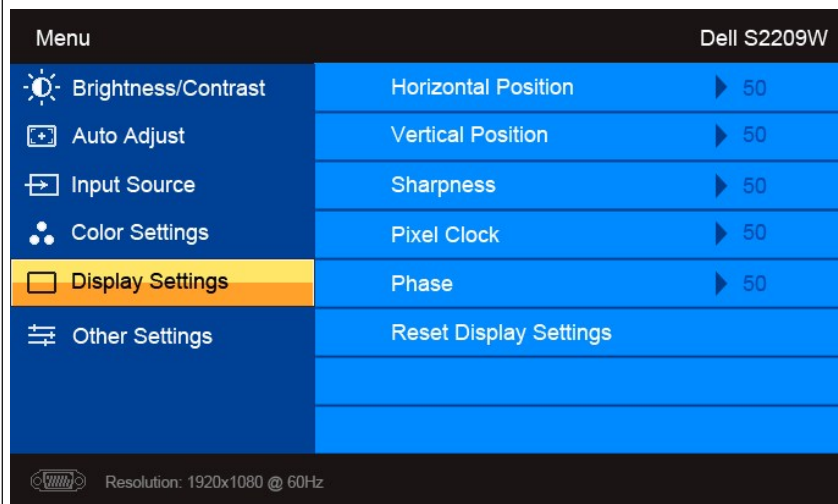 Menu Dell S2209W
Brightness/Contrast Horizontal Position 50
Auto Adjust Vertical Position 50
Input Source Sharpness 50
Color Settings Pixel Clock 50
Display Settings Phase 50
Other Settings Reset Display Settings
Resolution: 1920x1080 @ 60Hz